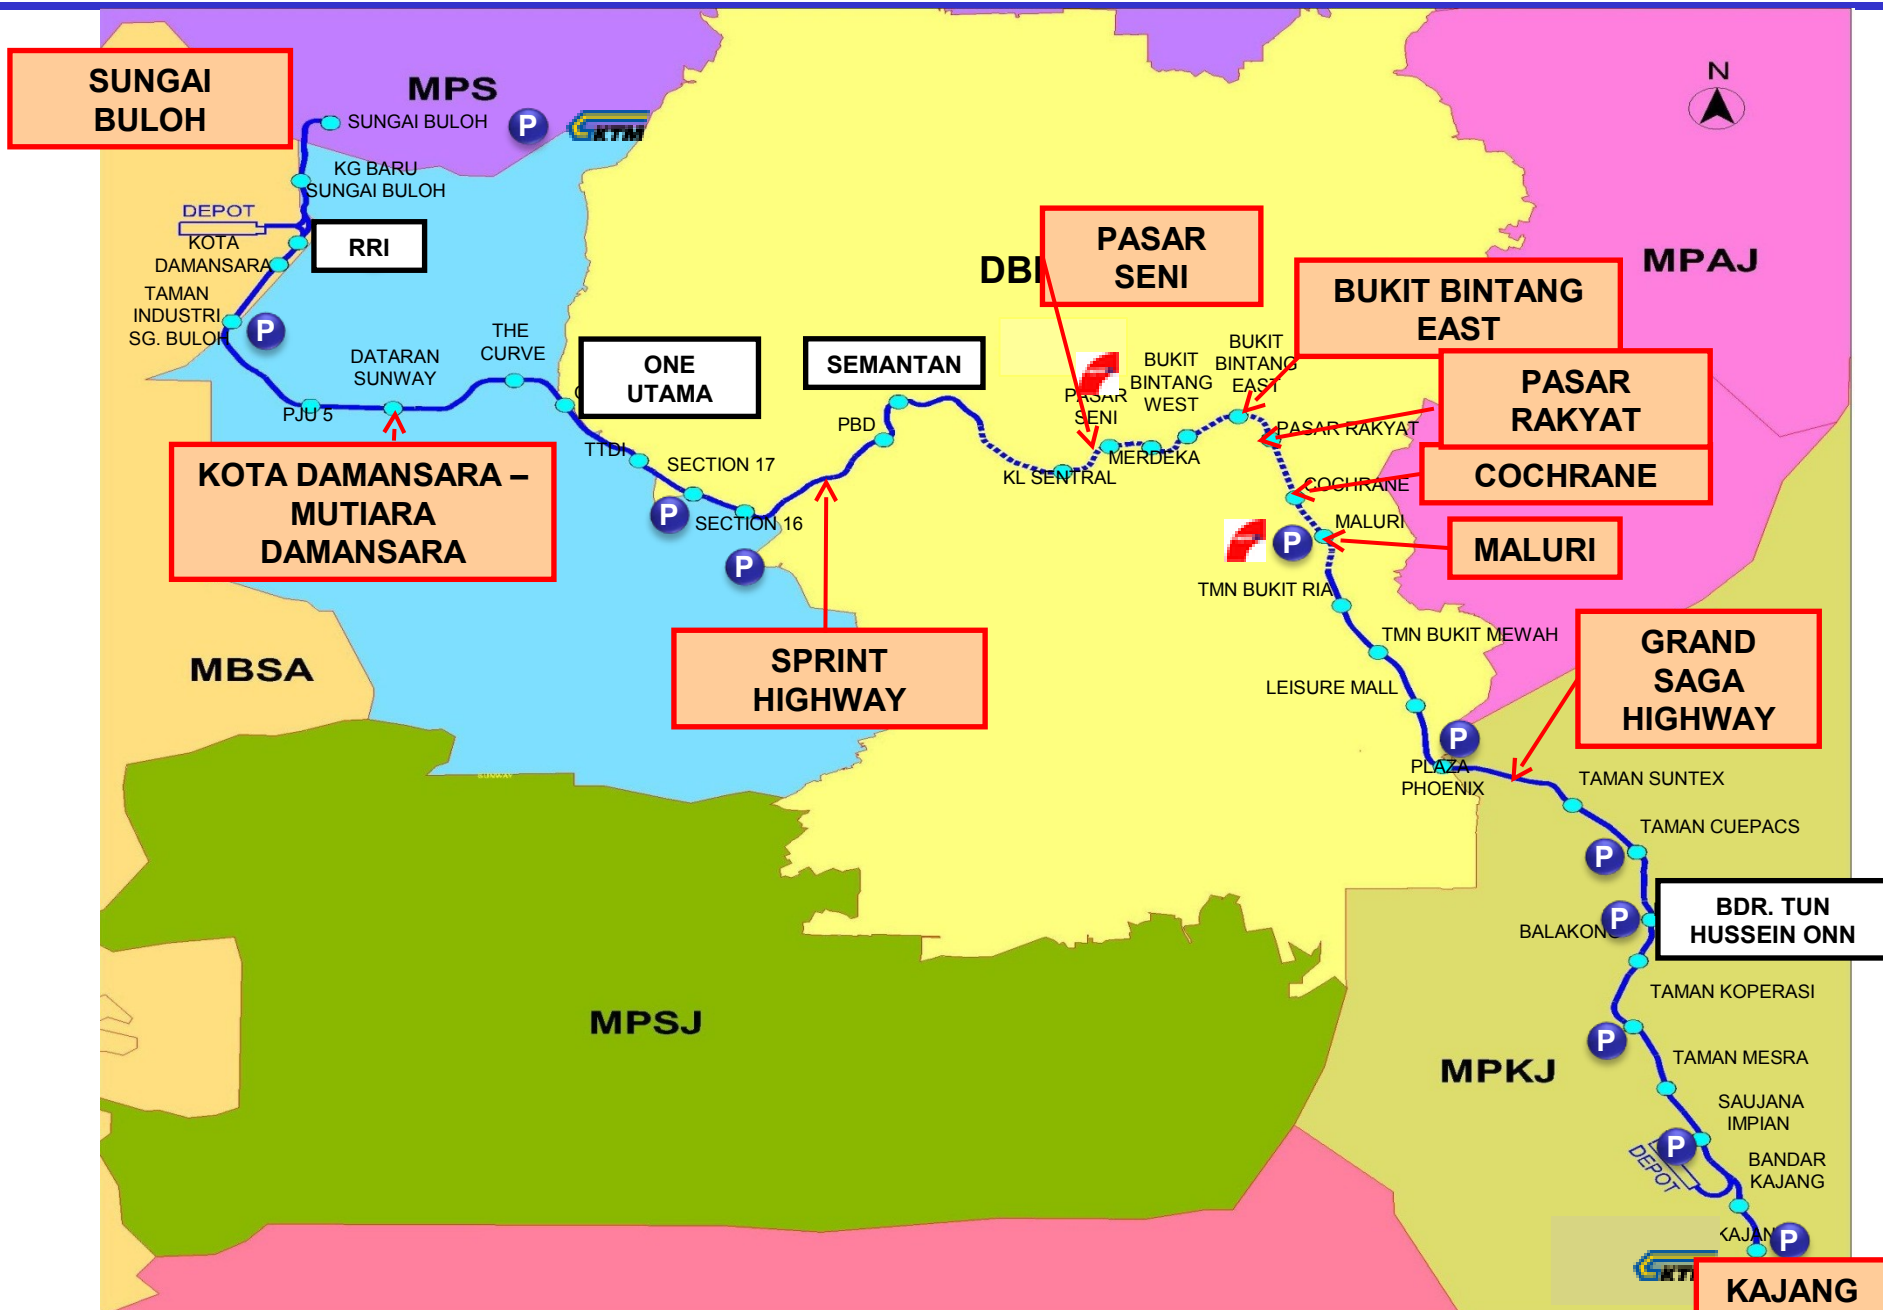 SUNGAI
BULOH
MPS
SUNGAI BULOH
P
KTM
N
KG BARU
SUNGAI BULOH
DEPOT
KOTA
DAMANSARA
RRI
TAMAN
INDUSTRI
SG. BULOH
P
PASAR
SENI
MPAJ
BUKIT BINTANG
EAST
THE
CURVE
DATARAN
SUNWAY
PJU 5
ONE
UTAMA
SEMANTAN
PASAR
SENI
BUKIT
BINTANG
WEST
BUKIT
BINTANG
EAST
PASAR
RAKYAT
PBD
TTDI
SECTION 17
KL SENTRAL
MERDEKA
PASAR RAKYAT
COCHRANE
COCHRANE
KOTA DAMANSARA –
MUTIARA
DAMANSARA
P
SECTION 16
P
P
MALURI
MALURI
TMN BUKIT RIA
TMN BUKIT MEWAH
MBSA
SPRINT
HIGHWAY
LEISURE MALL
GRAND
SAGA
HIGHWAY
P
PLAZA
PHOENIX
SUNWAY
TAMAN SUNTEX
TAMAN CUEPACS
P
BALAKONG
P
BDR. TUN
HUSSEIN ONN
TAMAN KOPERASI
MPSJ
P
TAMAN MESRA
MPKJ
SAUJANA
IMPIAN
P
DEPOT
BANDAR
KAJANG
P
KAJANG